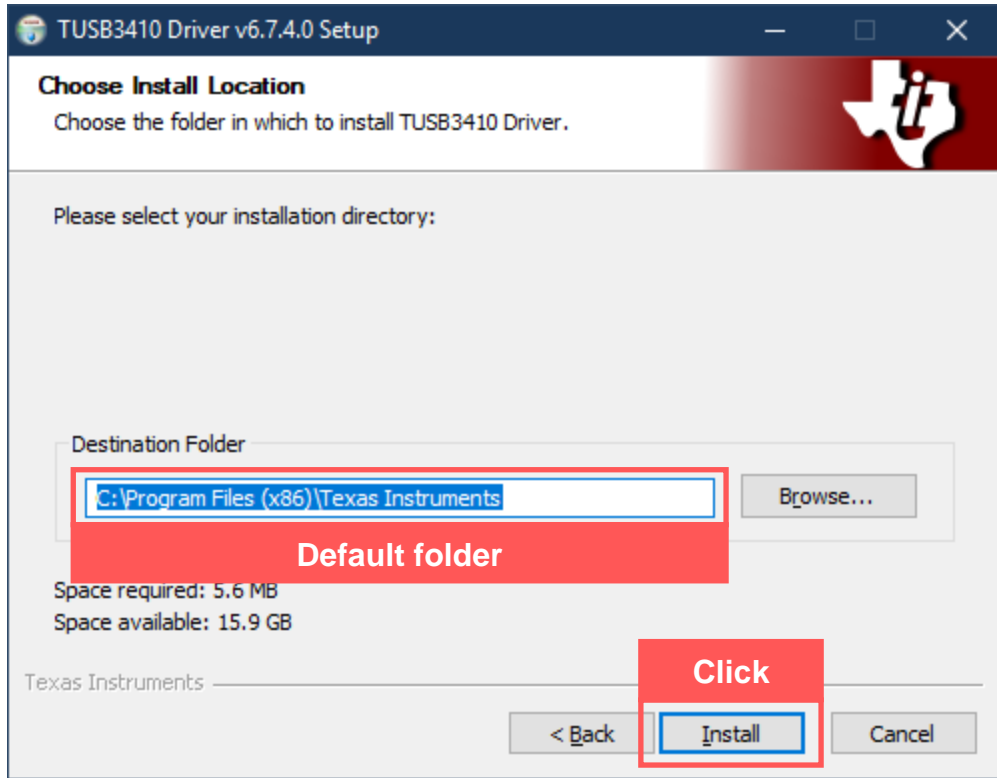 TUSB3410 Driver v6.7.4.0 Setup
Choose Install Location
Choose the folder in which to install TUSB3410 Driver.
ti
Please select your installation directory:
Destination Folder
C:\Program Files (x86)\Texas Instruments
Browse...
Default folder
Space required: 5.6 MB
Space available: 15.9 GB
Click
Texas Instruments
< Back
Install
Cancel